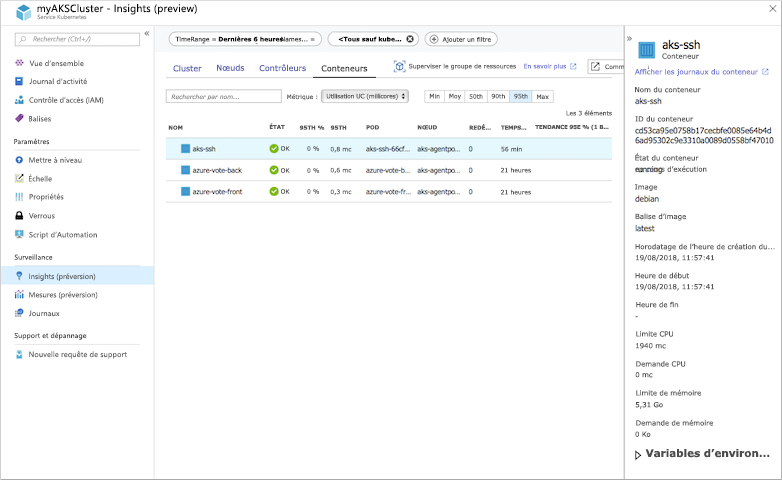 myAKSCluster - Insights (preview)
Service Kubernetes
Rechercher (Ctrl+/)
Vue d'ensemble
Journal d'activité
Contrôle d'accès (IAM)
Balises
Paramètres
Mettre à niveau
Échelle
Propriétés
Verrous
Script d'Automation
Surveillance
Insights (préversion)
Mesures (préversion)
Journaux
Support et dépannage
Nouvelle requête de support
TimeRange = Dernières 6 heures
<Tous sauf kube...
Ajouter un filtre
Cluster Nœuds Contrôleurs Conteneurs
Superviser le groupe de ressources En savoir plus Comm
Rechercher par nom... Métrique : Utilisation UC (millicores) Min Moy 50th 90th 95th Max
Les 3 éléments
NOM ÉTAT 95TH % 95TH POD NŒUD REDÉ... TEMPS... TENDANCE 95E % (1 B...
aks-ssh OK 0 % 0,8 mc aks-ssh-66cf... aks-agentpo... 0 56 min
azure-vote-back OK 0 % 0,6 mc azure-vote-b... aks-agentpo... 0 21 heures
azure-vote-front OK 0 % 0,3 mc azure-vote-fr... aks-agentpo... 0 21 heures
aks-ssh
Conteneur
Afficher les journaux du conteneur
Nom du conteneur
aks-ssh
ID du conteneur
cd53ca95e0758b17cecbfe0085e64b4d
6ad95302c9e3310a0089d0558bf47010
État du conteneur
running
Image
debian
Balise d'image
latest
Horodatage de l'heure de création du...
19/08/2018, 11:57:41
Heure de début
19/08/2018, 11:57:41
Heure de fin
-
Limite CPU
1940 mc
Demande CPU
0 mc
Limite de mémoire
5,31 Go
Demande de mémoire
0 Ko
Variables d'environ...